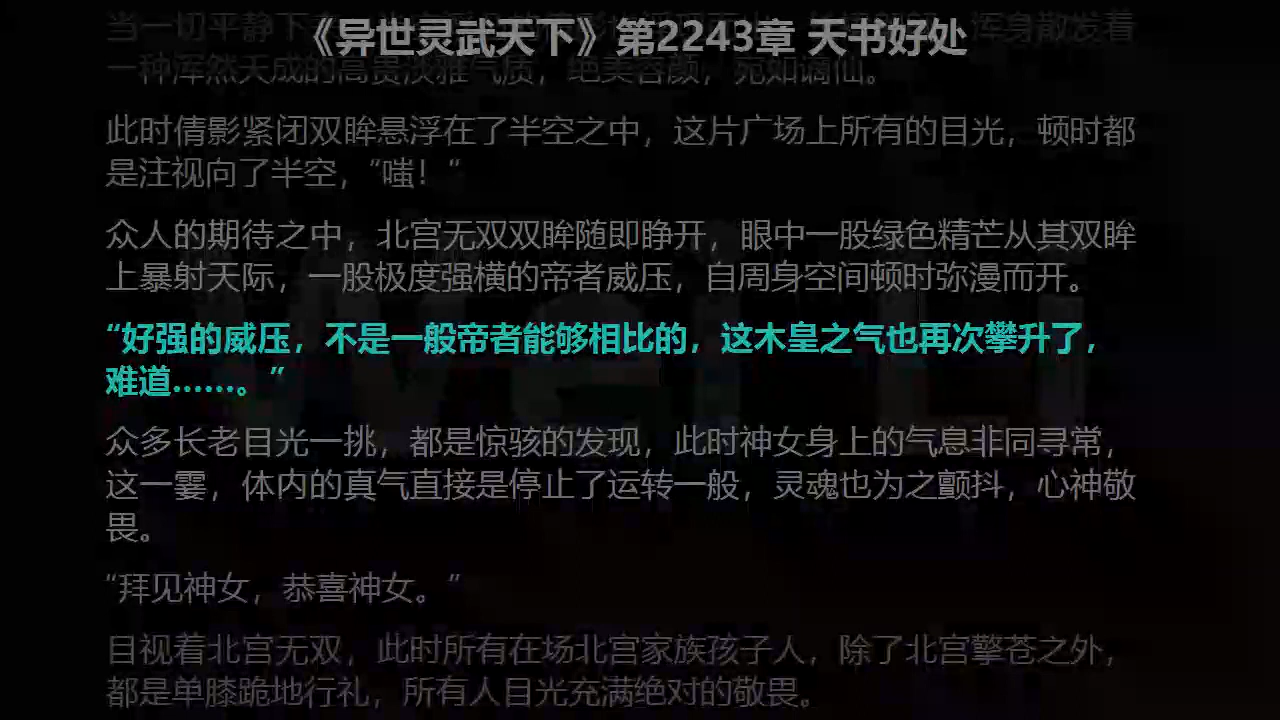 《异世灵武天下》第2243章 天书好处
当一切平静下
浑身散发着
一种浑然天成的高贵淡雅气质，绝美容颜，宛如谪仙。
此时倩影紧闭双眸悬浮在了半空之中，这片广场上所有的目光，顿时都
是注视向了半空，“嗤！”
众人的期待之中，北宫无双双眸随即睁开，眼中一股绿色精芒从其双眸
上暴射天际，一股极度强横的帝者威压，自周身空间顿时弥漫而开。
“好强的威压，不是一般帝者能够相比的，这木皇之气也再次攀升了，
难道……。”
众多长老目光一挑，都是惊骇的发现，此时神女身上的气息非同寻常，
这一霎，体内的真气直接是停止了运转一般，灵魂也为之颤抖，心神敬
畏。
“拜见神女，恭喜神女。”
目视着北宫无双，此时所有在场北宫家族孩子人，除了北宫擎苍之外，
都是单膝跪地行礼，所有人目光充满绝对的敬畏。